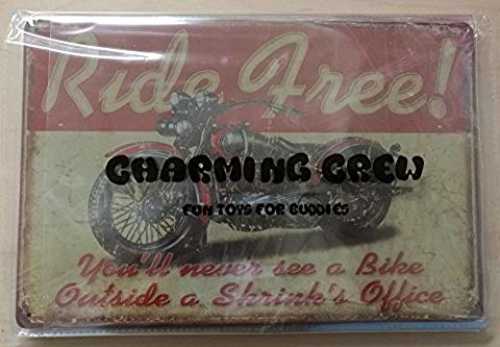 Ride Free!
CHARMING CREW
FUN TOYS FOR BUDDIES
You'll never see a Bike
Outside a Shrink's Office